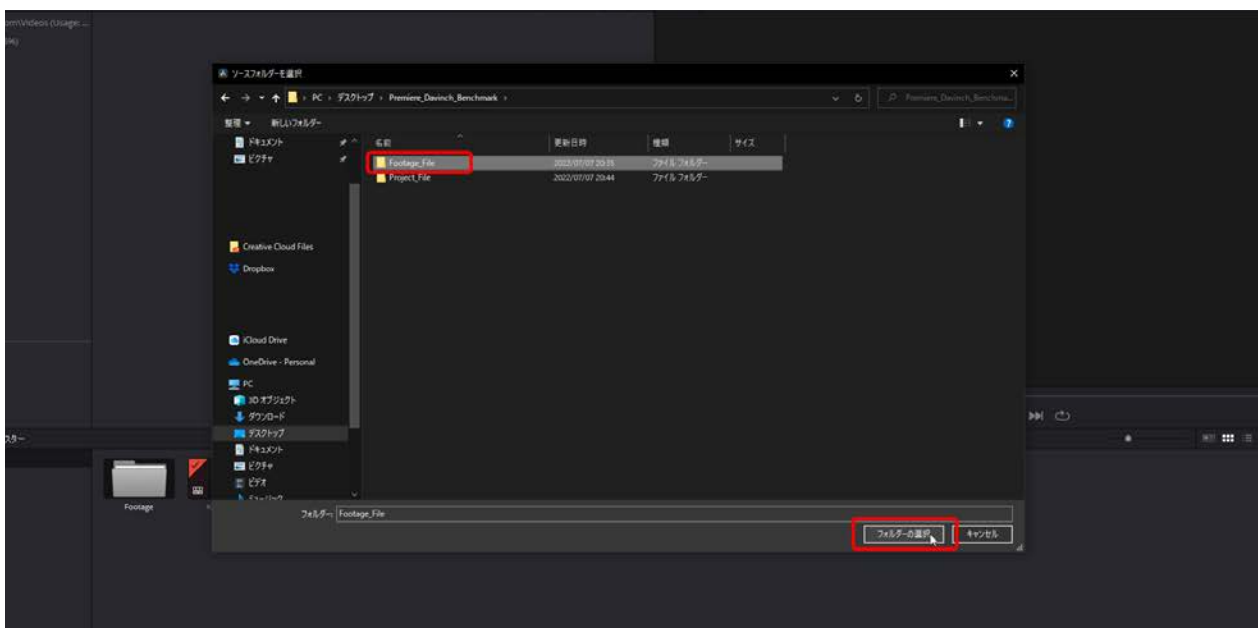 ソースフォルダーを選択
PC › デスクトップ › Premiere_Davinch_Benchmark ›
Premiere_Davinch_Benchma...
整理 新しいフォルダー
ドキュメント
ピクチャ
Creative Cloud Files
Dropbox
iCloud Drive
OneDrive - Personal
PC
3D オブジェクト
ダウンロード
デスクトップ
ドキュメント
ピクチャ
ビデオ
名前 更新日時 種類 サイズ
Footage_File 2022/07/07 20:35 ファイル フォルダー
Project_File 2022/07/07 20:44 ファイル フォルダー
フォルダー: Footage_File
フォルダーの選択 キャンセル
Footage